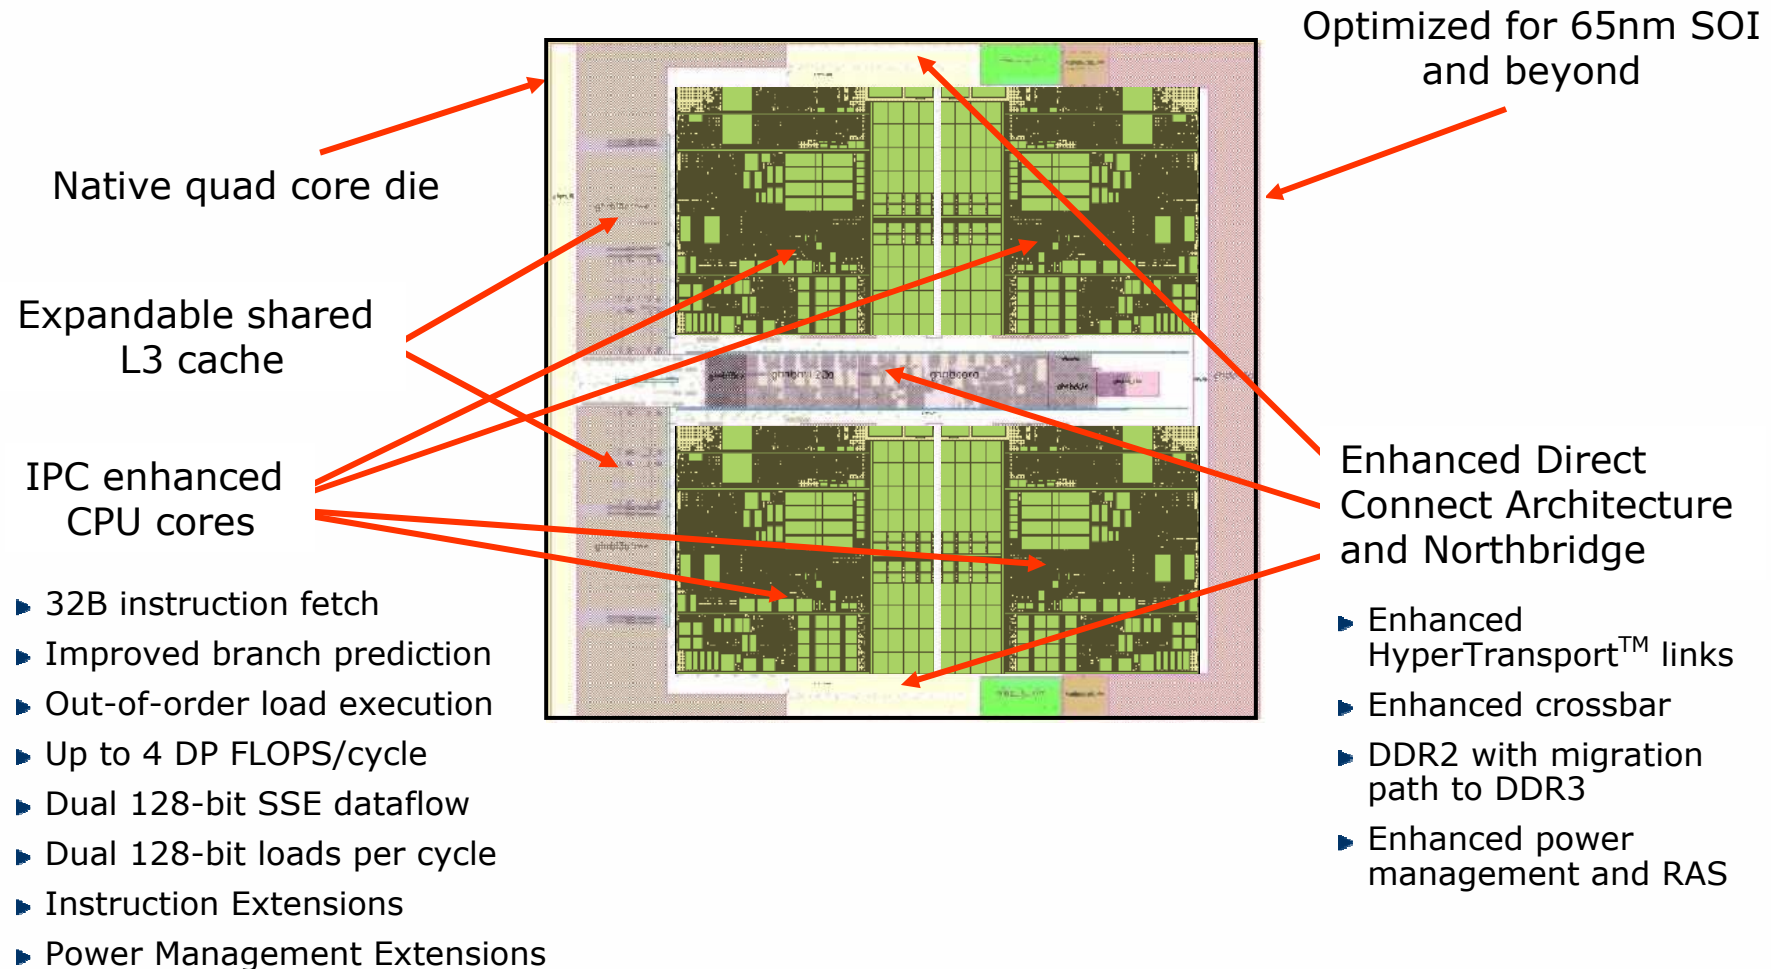 Optimized for 65nm SOI
and beyond
Native quad core die
Expandable shared
L3 cache
IPC enhanced
CPU cores
32B instruction fetch
Improved branch prediction
Out-of-order load execution
Up to 4 DP FLOPS/cycle
Dual 128-bit SSE dataflow
Dual 128-bit loads per cycle
Instruction Extensions
Power Management Extensions
Enhanced Direct
Connect Architecture
and Northbridge
Enhanced
HyperTransport™ links
Enhanced crossbar
DDR2 with migration
path to DDR3
Enhanced power
management and RAS